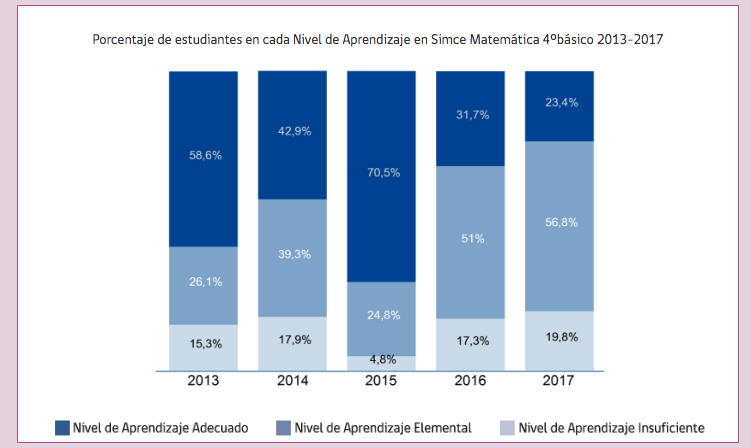 Porcentaje de estudiantes en cada Nivel de Aprendizaje en Simce Matemática 4ºbásico 2013-2017
58,6% 42,9% 70,5% 31,7% 23,4%
26,1% 39,3% 24,8% 51% 56,8%
15,3% 17,9% 4,8% 17,3% 19,8%
2013 2014 2015 2016 2017
Nivel de Aprendizaje Adecuado Nivel de Aprendizaje Elemental Nivel de Aprendizaje Insuficiente